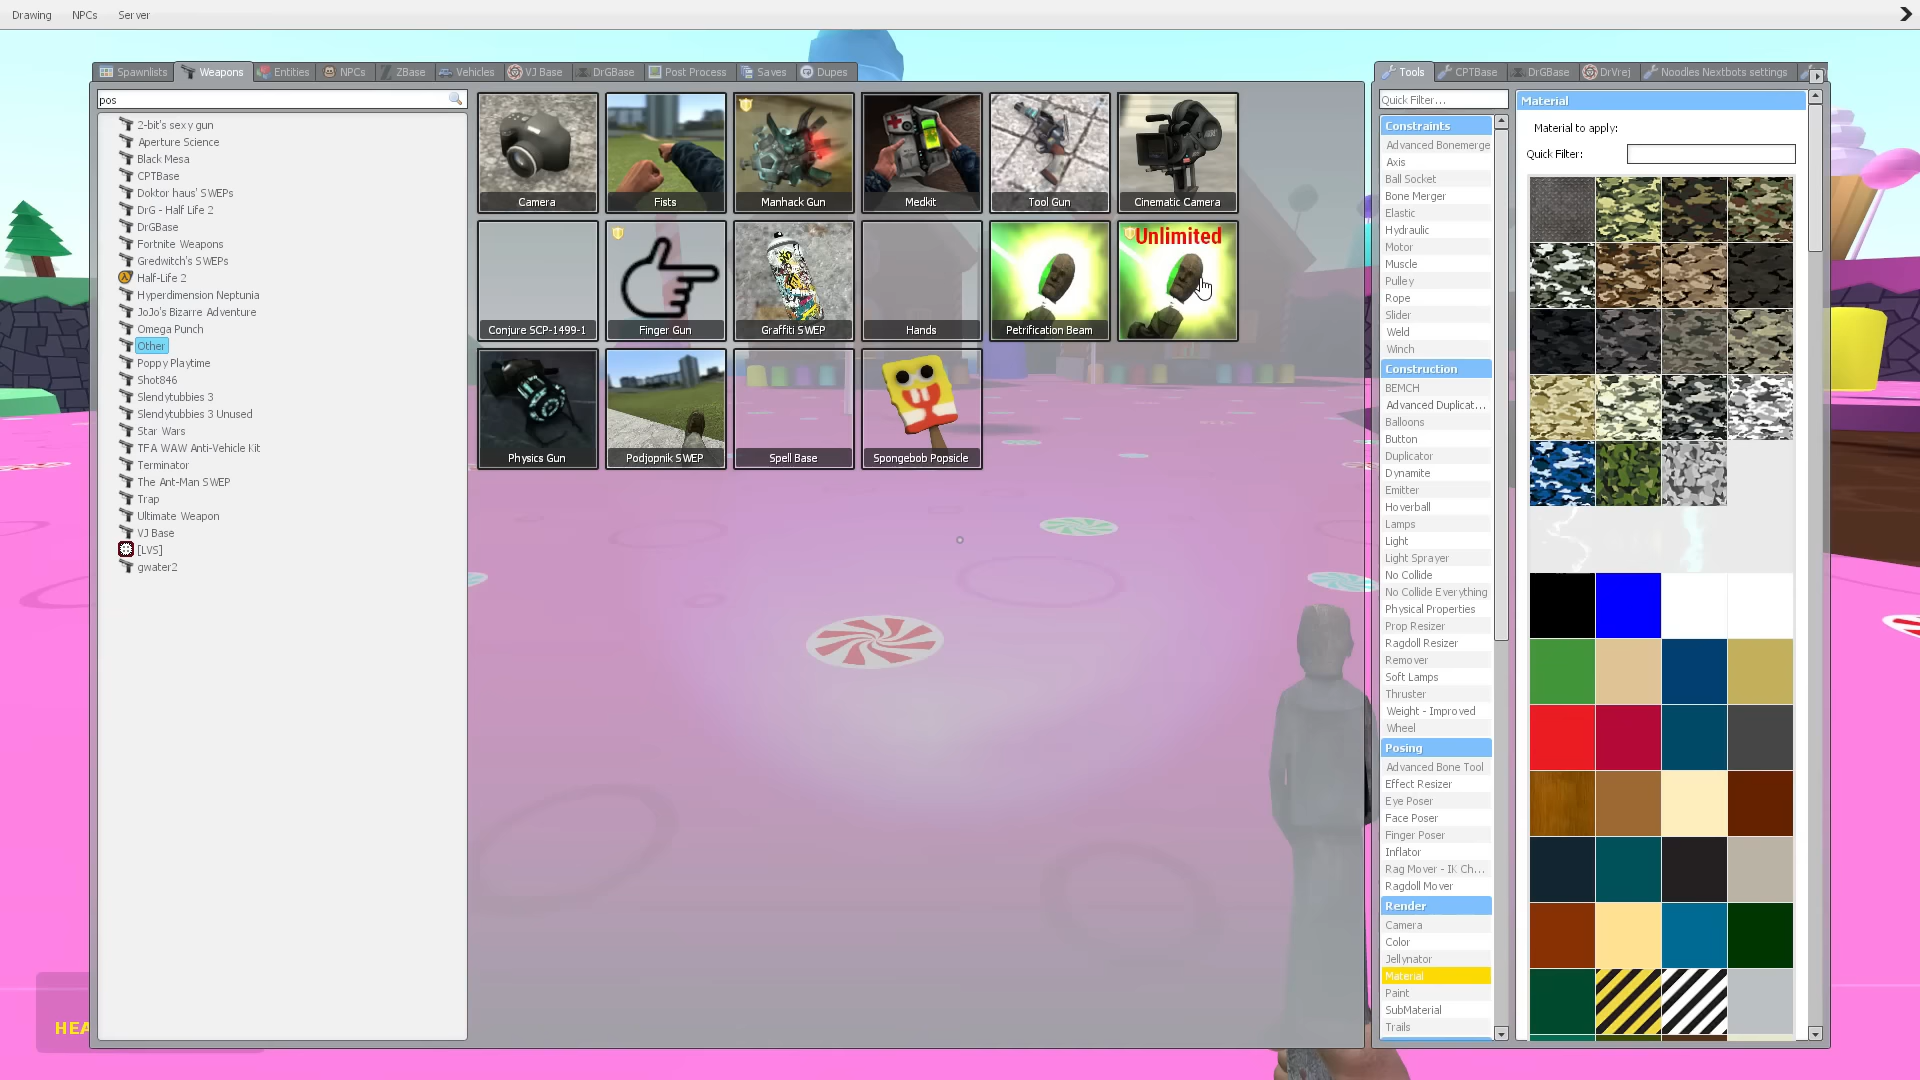 Drawing NPCs Server
Spawnlists Weapons Entities NPCs ZBase Vehicles VJ Base DrGBase Post Process Saves Dupes
pos
2-bit's sexy gun
Aperture Science
Black Mesa
CPTBase
Doktor haus' SWEPs
DrG - Half Life 2
DrGBase
Fortnite Weapons
Gredwitch's SWEPs
Half-Life 2
Hyperdimension Neptunia
JoJo's Bizarre Adventure
Omega Punch
Other
Poppy Playtime
Shot846
Slendytubbies 3
Slendytubbies 3 Unused
Star Wars
TFA WAW Anti-Vehicle Kit
Terminator
The Ant-Man SWEP
Trap
Ultimate Weapon
VJ Base
[LVS]
gwater2
Camera
Fists
Manhack Gun
Medkit
Tool Gun
Cinematic Camera
Conjure SCP-1499-1
Finger Gun
Graffiti SWEP
Hands
Petrification Beam
Unlimited
Physics Gun
Podjopnik SWEP
Spell Base
Spongebob Popsicle
HEA
Tools CPTBase DrGBase DrVrej Noodles Nextbots settings
Quick Filter...
Constraints
Advanced Bonemerge
Axis
Ball Socket
Bone Merger
Elastic
Hydraulic
Motor
Muscle
Pulley
Rope
Slider
Weld
Winch
Construction
BEMCH
Advanced Duplicat...
Balloons
Button
Duplicator
Dynamite
Emitter
Hoverball
Lamps
Light
Light Sprayer
No Collide
No Collide Everything
Physical Properties
Prop Resizer
Ragdoll Resizer
Remover
Soft Lamps
Thruster
Weight - Improved
Wheel
Posing
Advanced Bone Tool
Effect Resizer
Eye Poser
Face Poser
Finger Poser
Inflator
Rag Mover - IK Ch...
Ragdoll Mover
Render
Camera
Color
Jellynator
Material
Paint
SubMaterial
Trails
Material
Material to apply:
Quick Filter: